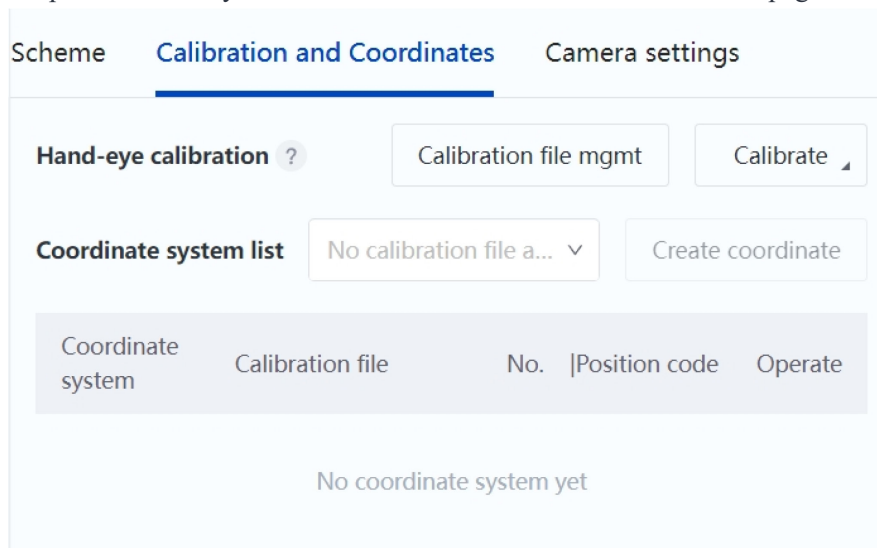 Scheme Calibration and Coordinates Camera settings
Hand-eye calibration ? Calibration file mgmt Calibrate
Coordinate system list No calibration file a... Create coordinate
Coordinate system Calibration file No. |Position code Operate
No coordinate system yet